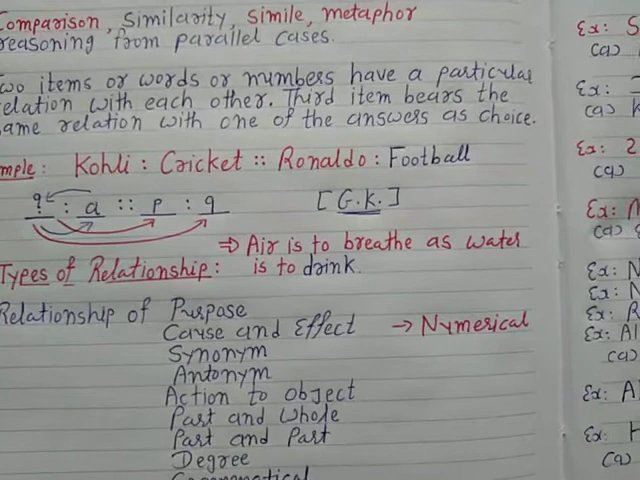 Comparison, Similarity, Simile, metaphor
reasoning from parallel cases.
Two items or words or numbers have a particular
relation with each other. Third item bears the
same relation with one of the answers as choice.
mple: Kohli : Cricket :: Ronaldo : Football
? : a :: p : q [G.K.]
⇒ Air is to breathe as water
is to drink.
Types of Relationship:
Relationship of Purpose
Cause and Effect → Numerical
Synonym
Antonym
Action to Object
Part and Whole
Part and Part
Degree
Ex: S
(a)
Ex:
(a) K
Ex: 2
(a)
Ex:
(a)
Ex: N
Ex: N
Ex: R
Ex: Al
(a)
Ex: A
Ex: H
(a)